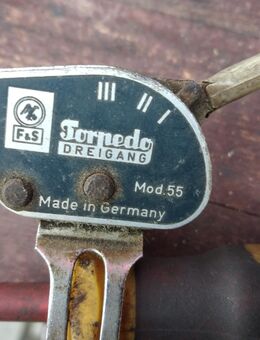 III II I
F&S
Torpedo
DREIGANG
Mod.55
Made in Germany